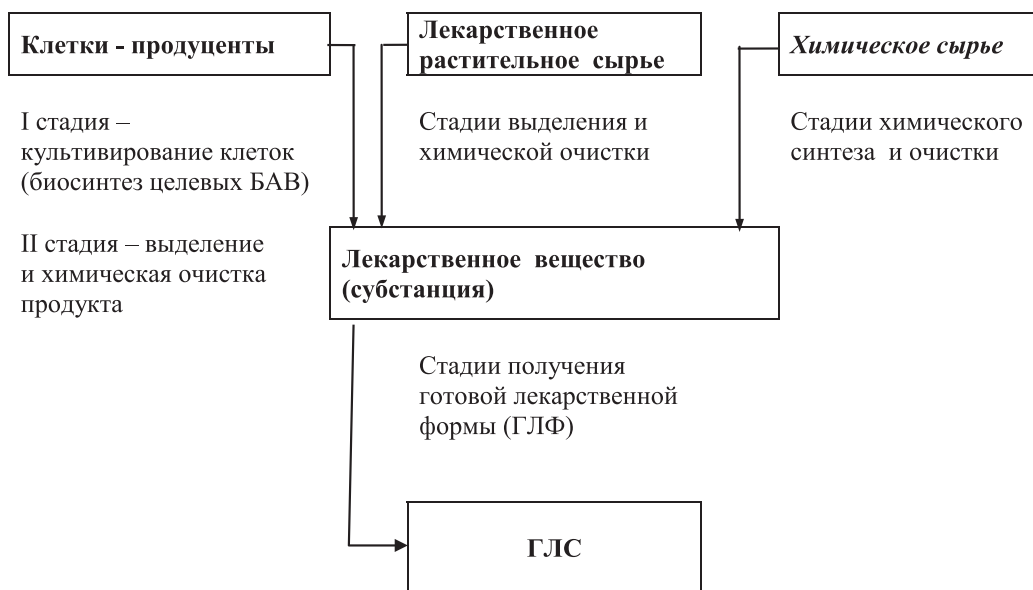 Клетки - продуценты
Лекарственное
растительное сырье
Химическое сырье
I стадия –
культивирование клеток
(биосинтез целевых БАВ)
II стадия – выделение
и химическая очистка
продукта
Стадии выделения и
химической очистки
Стадии химического
синтеза и очистки
Лекарственное вещество
(субстанция)
Стадии получения
готовой лекарственной
формы (ГЛФ)
ГЛС